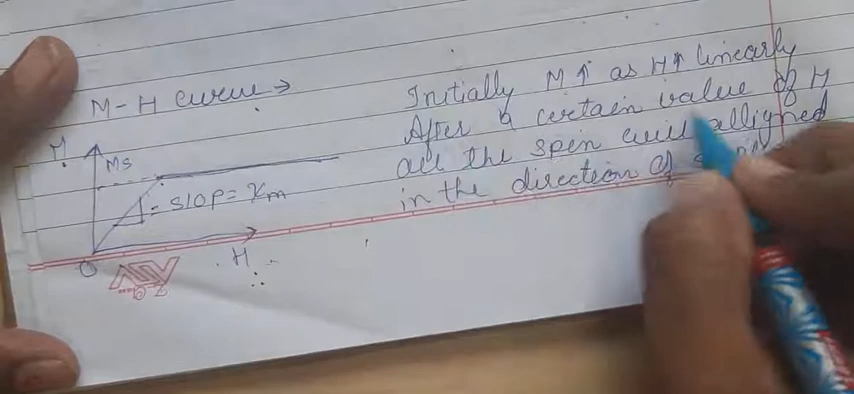 M-H curve →
M
Ms
= slop = χm
O
H
Initially M↑ as H↑ linearly
After a certain value of H
all the spin will alligned
in the direction of